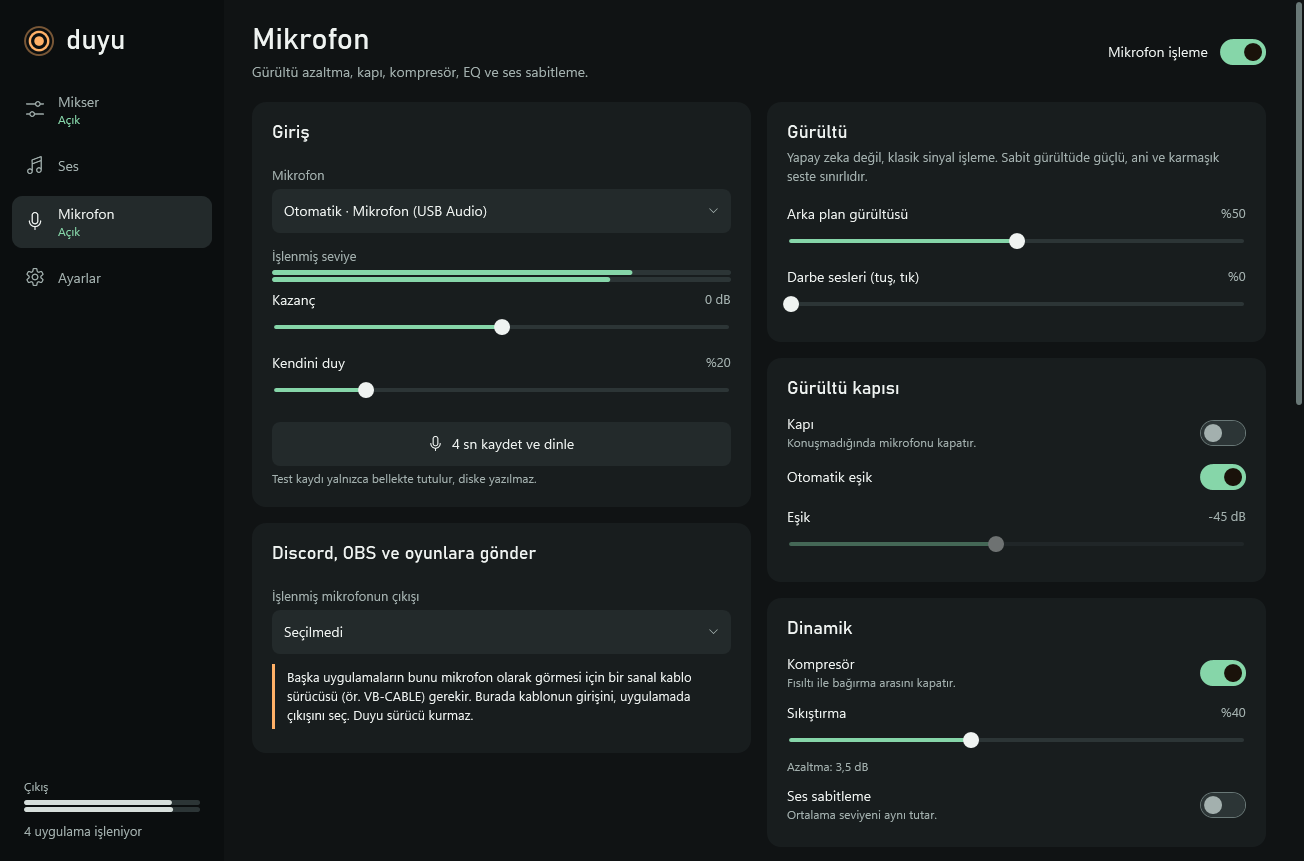 duyu
Mikser
Açık
Ses
Mikrofon
Açık
Ayarlar
Çıkış
4 uygulama işleniyor
Mikrofon
Gürültü azaltma, kapı, kompresör, EQ ve ses sabitleme.
Mikrofon işleme
Giriş
Mikrofon
Otomatik · Mikrofon (USB Audio)
İşlenmiş seviye
Kazanç
0 dB
Kendini duy
%20
4 sn kaydet ve dinle
Test kaydı yalnızca bellekte tutulur, diske yazılmaz.
Discord, OBS ve oyunlara gönder
İşlenmiş mikrofonun çıkışı
Seçilmedi
Başka uygulamaların bunu mikrofon olarak görmesi için bir sanal kablo
sürücüsü (ör. VB-CABLE) gerekir. Burada kablonun girişini, uygulamada
çıkışını seç. Duyu sürücü kurmaz.
Gürültü
Yapay zeka değil, klasik sinyal işleme. Sabit gürültüde güçlü, ani ve karmaşık
seste sınırlıdır.
Arka plan gürültüsü
%50
Darbe sesleri (tuş, tık)
%0
Gürültü kapısı
Kapı
Konuşmadığında mikrofonu kapatır.
Otomatik eşik
Eşik
-45 dB
Dinamik
Kompresör
Fısıltı ile bağırma arasını kapatır.
Sıkıştırma
%40
Azaltma: 3,5 dB
Ses sabitleme
Ortalama seviyeni aynı tutar.